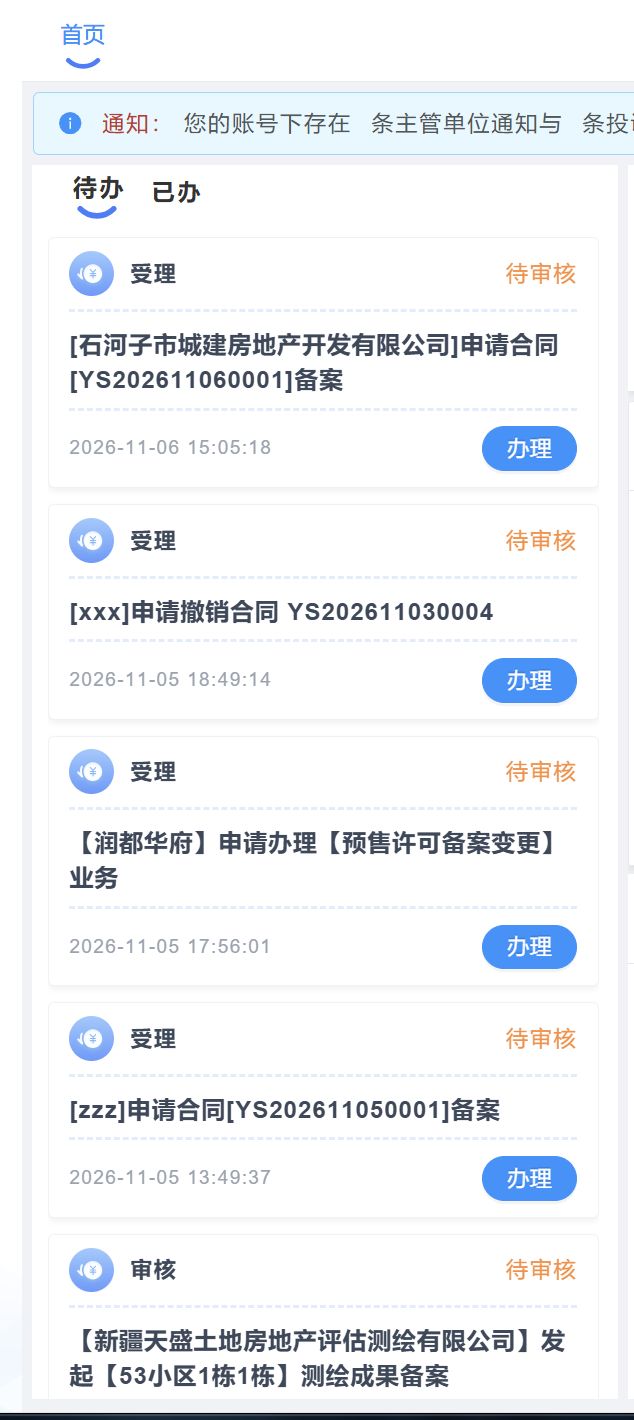 首页
通知： 您的账号下存在 条主管单位通知与 条投
待办 已办
受理 待审核
[石河子市城建房地产开发有限公司]申请合同
[YS202611060001]备案
2026-11-06 15:05:18 办理
受理 待审核
[xxx]申请撤销合同 YS202611030004
2026-11-05 18:49:14 办理
受理 待审核
【润都华府】申请办理【预售许可备案变更】
业务
2026-11-05 17:56:01 办理
受理 待审核
[zzz]申请合同[YS202611050001]备案
2026-11-05 13:49:37 办理
审核 待审核
【新疆天盛土地房地产评估测绘有限公司】发
起【53小区1栋1栋】测绘成果备案